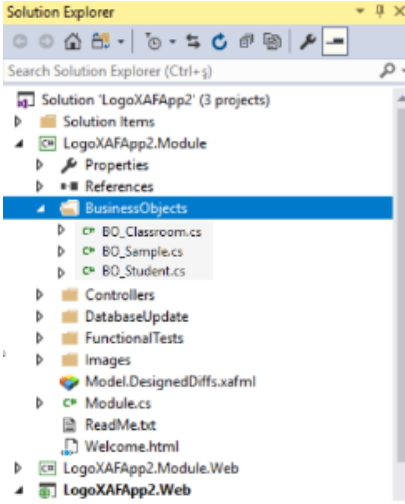 Solution Explorer
Search Solution Explorer (Ctrl+ş)
Solution 'LogoXAFApp2' (3 projects)
Solution Items
LogoXAFApp2.Module
Properties
References
BusinessObjects
BO_Classroom.cs
BO_Sample.cs
BO_Student.cs
Controllers
DatabaseUpdate
FunctionalTests
Images
Model.DesignedDiffs.xafml
Module.cs
ReadMe.txt
Welcome.html
LogoXAFApp2.Module.Web
LogoXAFApp2.Web